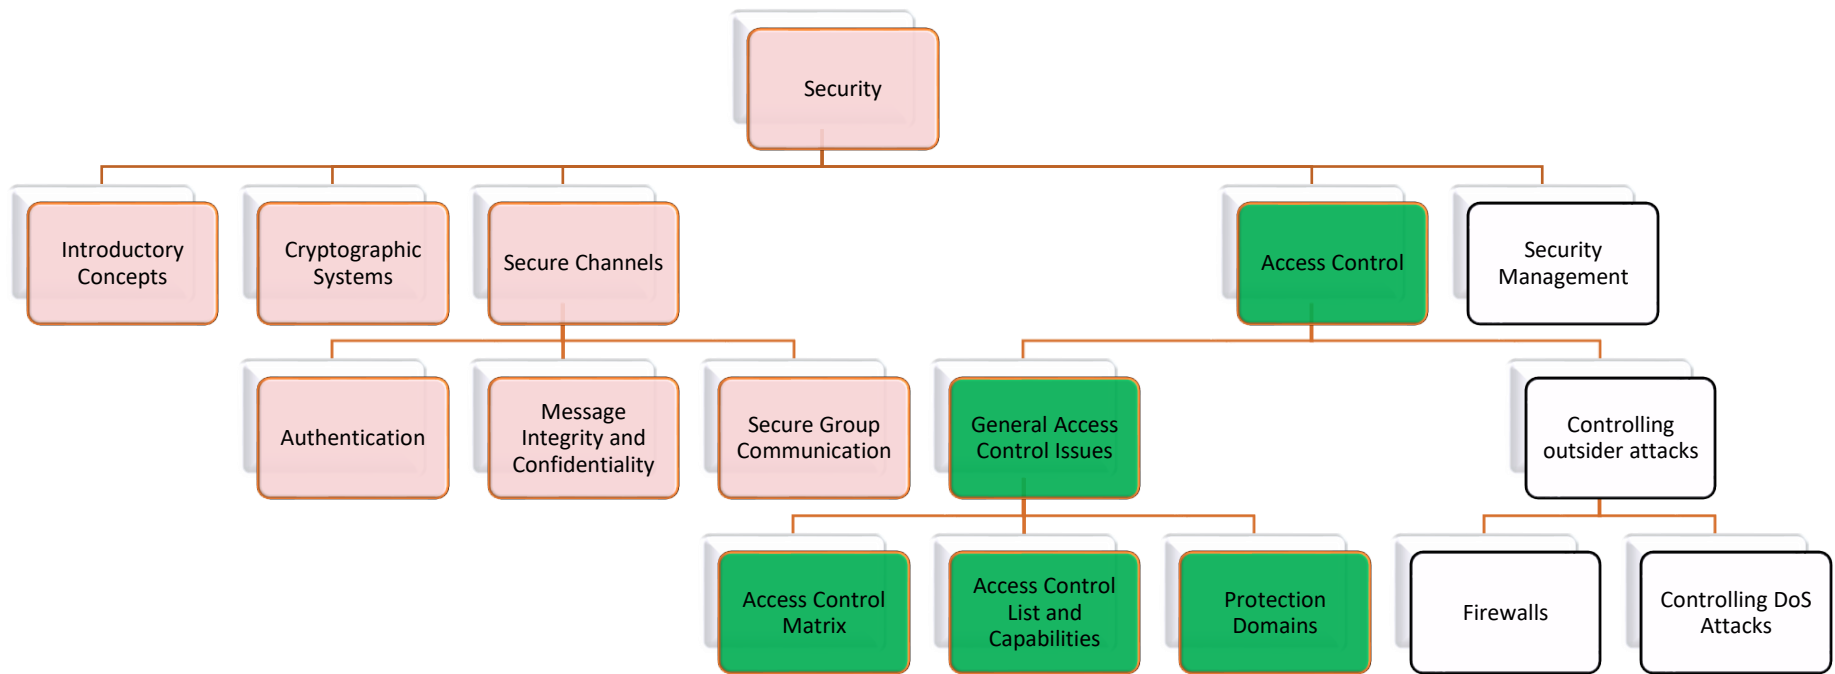 Security
Introductory
Concepts
Cryptographic
Systems
Secure Channels
Access Control
Security
Management
Authentication
Message
Integrity and
Confidentiality
Secure Group
Communication
General Access
Control Issues
Controlling
outsider attacks
Access Control
Matrix
Access Control
List and
Capabilities
Protection
Domains
Firewalls
Controlling DoS
Attacks